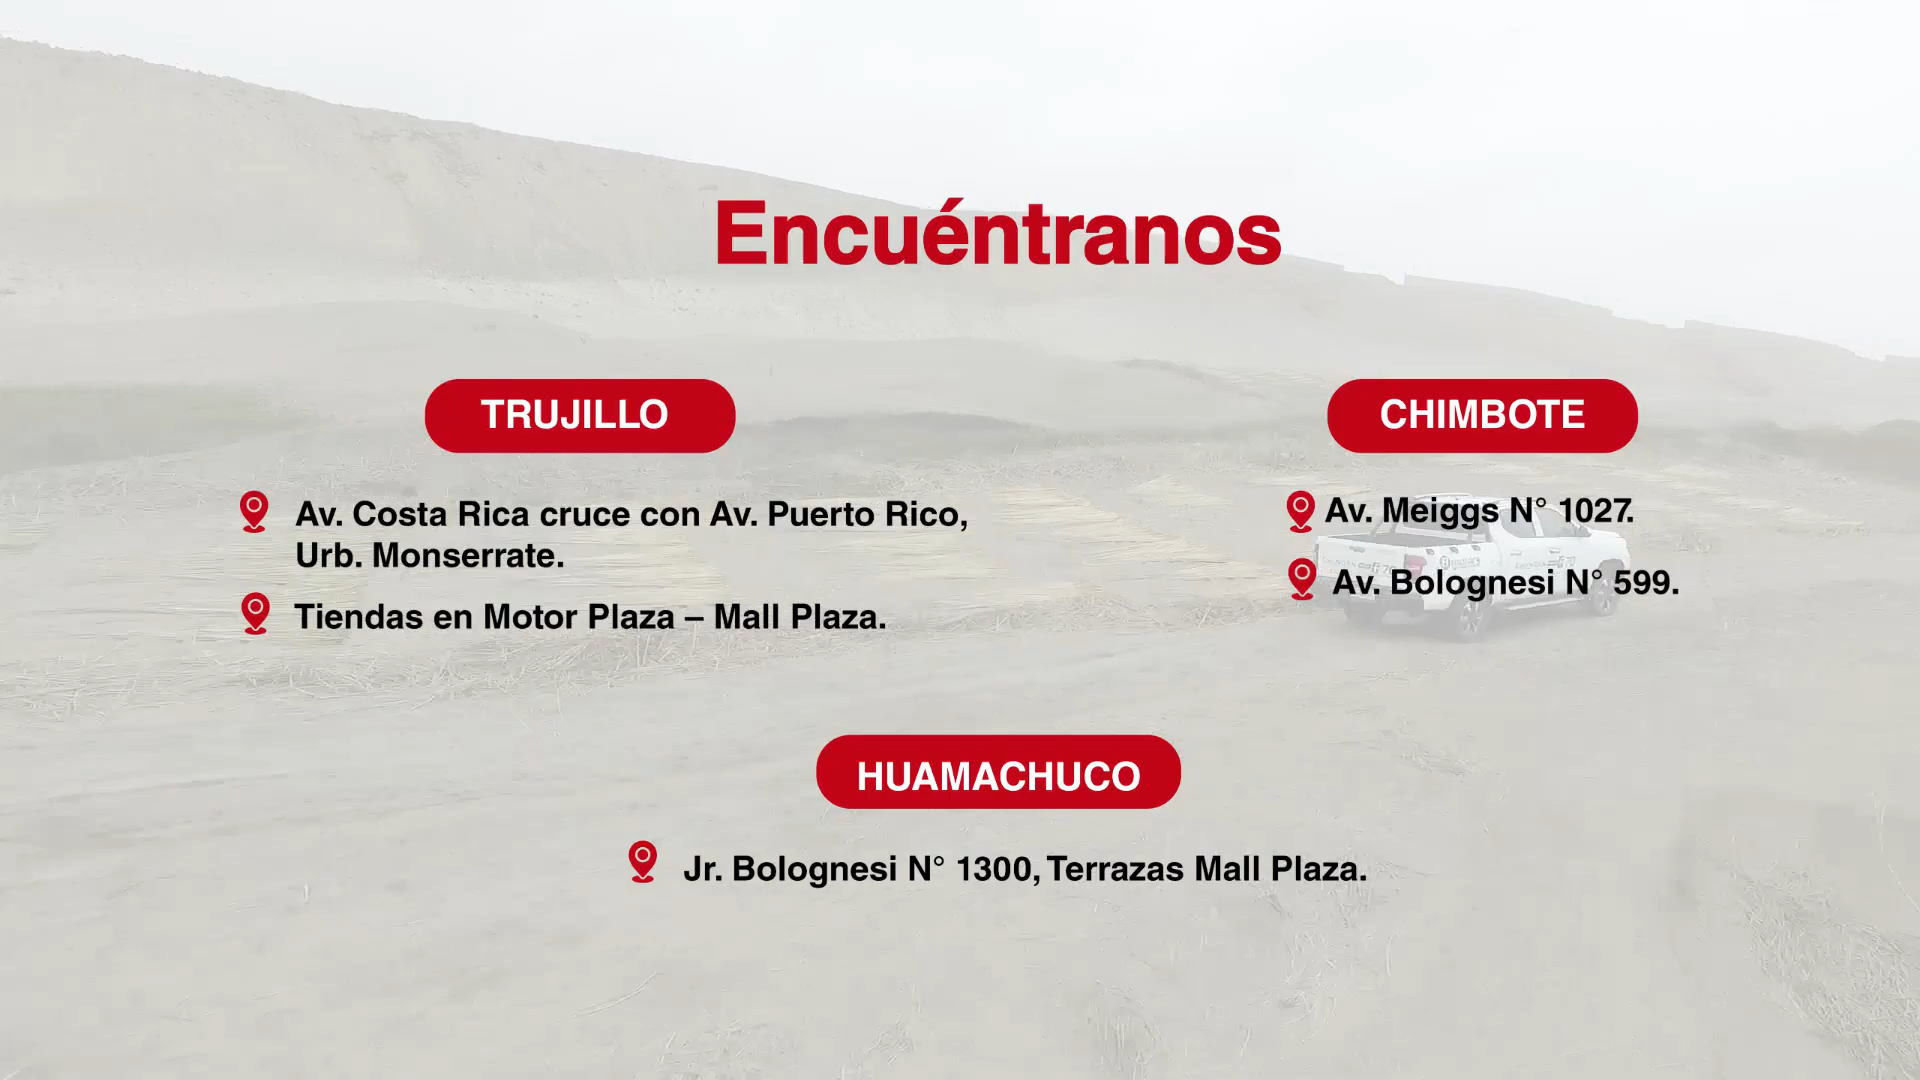 Encuéntranos
TRUJILLO
Av. Costa Rica cruce con Av. Puerto Rico,
Urb. Monserrate.
Tiendas en Motor Plaza – Mall Plaza.
CHIMBOTE
Av. Meiggs N° 1027.
Av. Bolognesi N° 599.
HUAMACHUCO
Jr. Bolognesi N° 1300, Terrazas Mall Plaza.